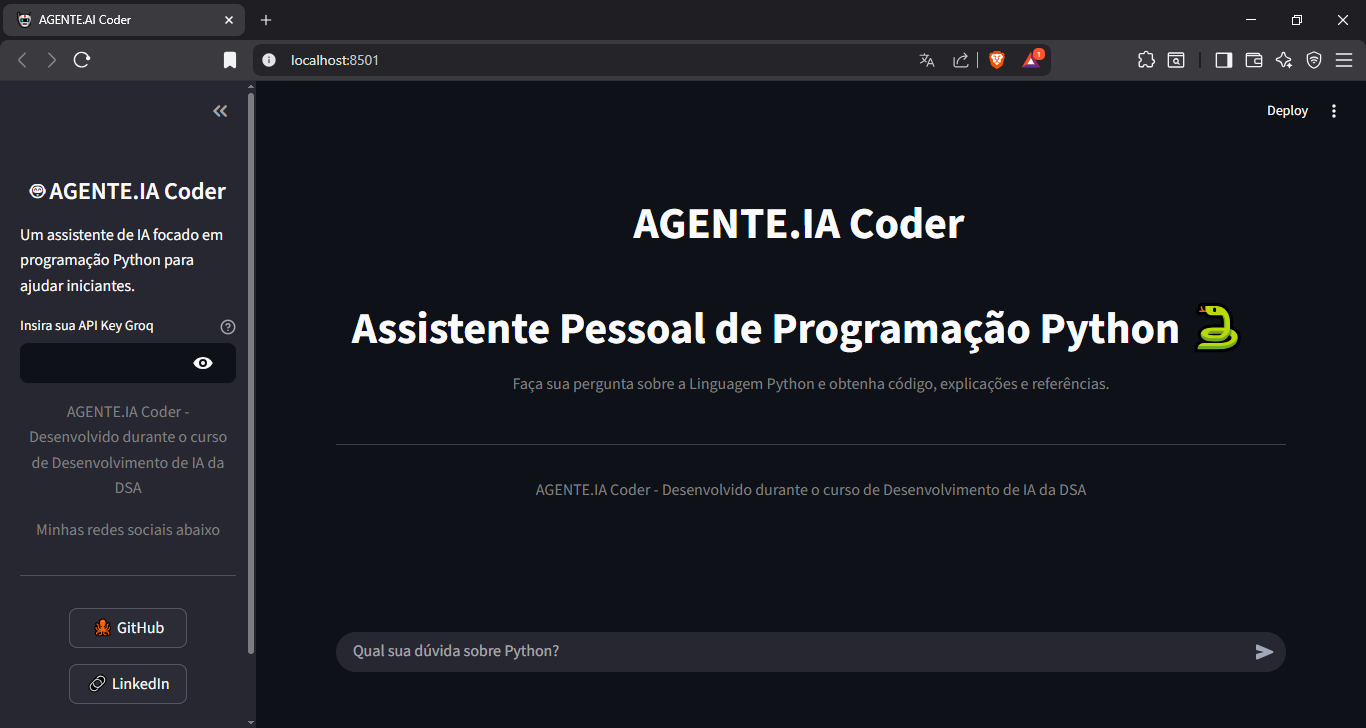 AGENTE.AI Coder
localhost:8501
1
Deploy
AGENTE.IA Coder
Um assistente de IA focado em
programação Python para
ajudar iniciantes.
Insira sua API Key Groq
AGENTE.IA Coder -
Desenvolvido durante o curso
de Desenvolvimento de IA da
DSA
Minhas redes sociais abaixo
GitHub
LinkedIn
AGENTE.IA Coder
Assistente Pessoal de Programação Python
Faça sua pergunta sobre a Linguagem Python e obtenha código, explicações e referências.
AGENTE.IA Coder - Desenvolvido durante o curso de Desenvolvimento de IA da DSA
Qual sua dúvida sobre Python?